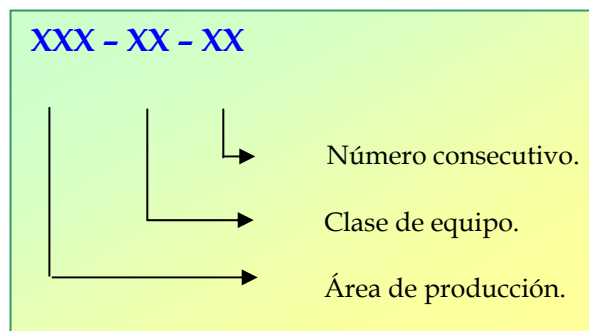 XXX – XX – XX
Número consecutivo.
Clase de equipo.
Área de producción.